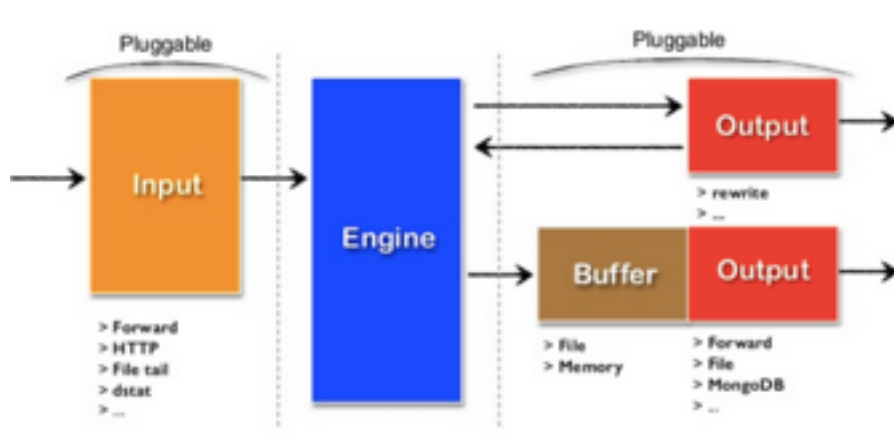 Pluggable
Pluggable
Input
Engine
Output
> rewrite
> ...
Buffer
Output
> Forward
> HTTP
> File tail
> dstat
> ...
> File
> Memory
> Forward
> File
> MongoDB
> ...